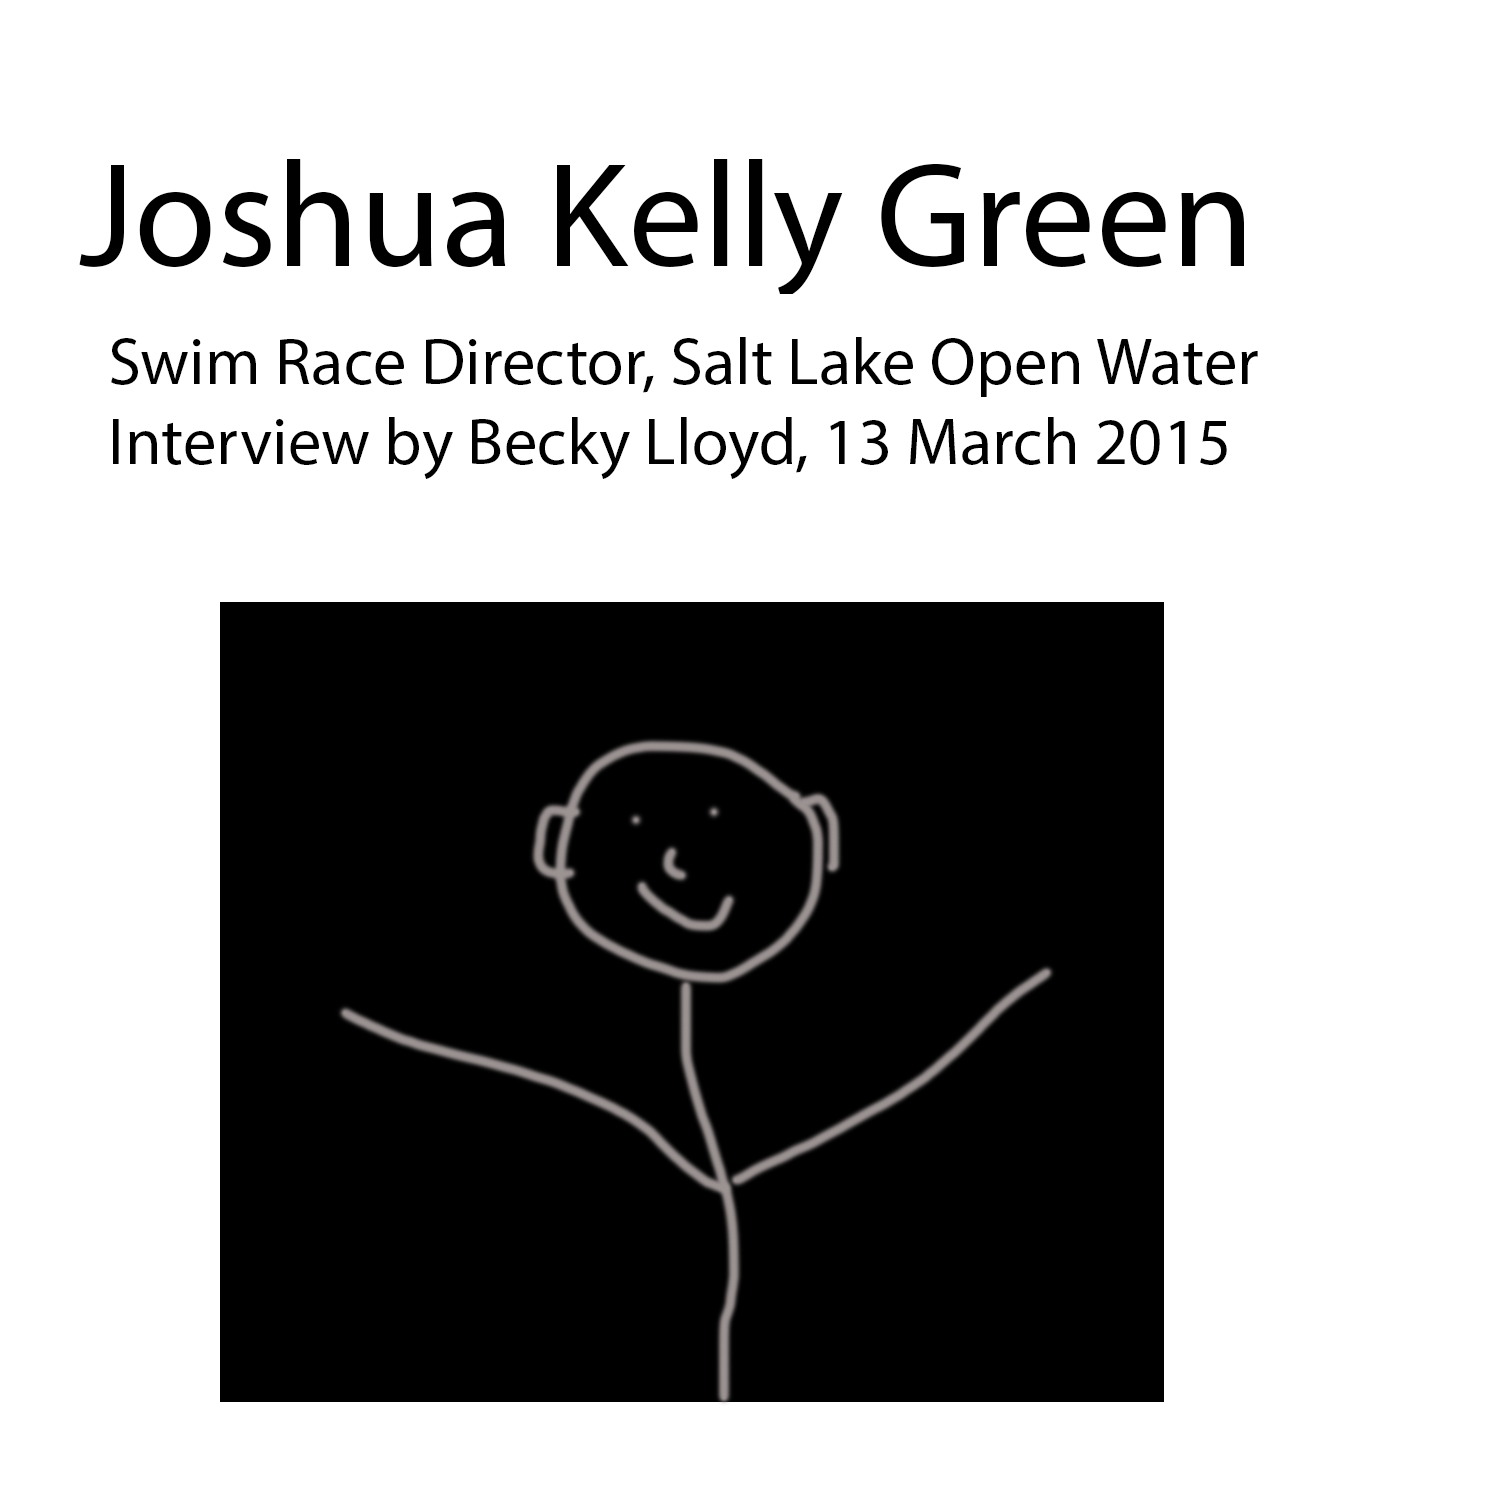 Joshua Kelly Green
Swim Race Director, Salt Lake Open Water
Interview by Becky Lloyd, 13 March 2015